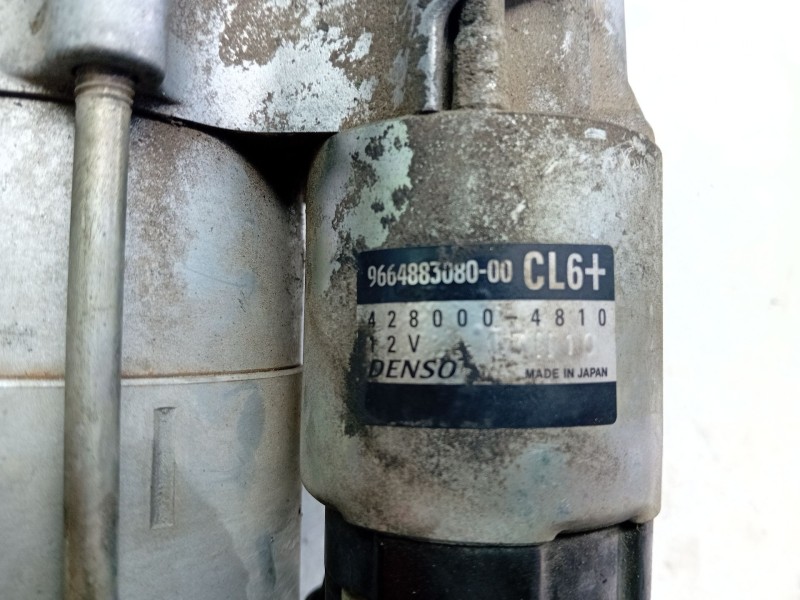 9664883080-00 CL6+
428000-4810
12V
DENSO MADE IN JAPAN